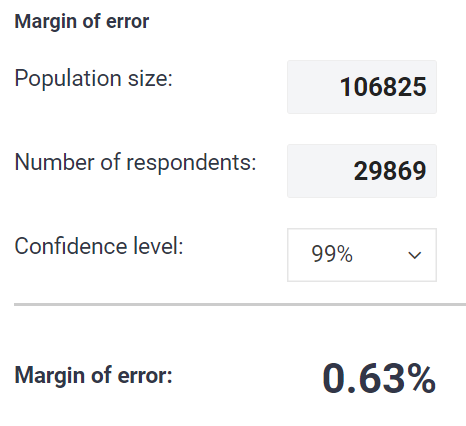 Margin of error
Population size: 106825
Number of respondents: 29869
Confidence level: 99%
Margin of error: 0.63%